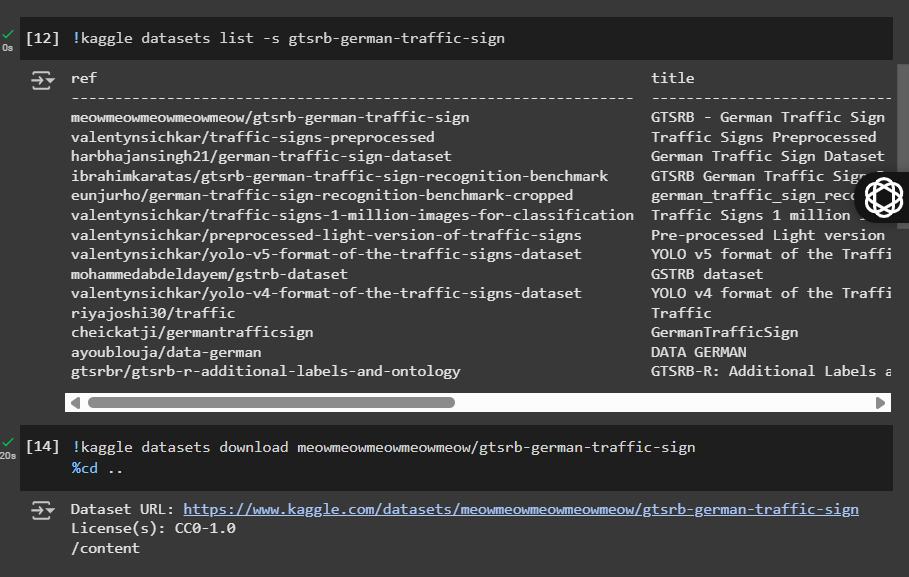 [12] !kaggle datasets list -s gtsrb-german-traffic-sign
0s
ref title
----------------------------------------------------------------- ----------------------------
meowmeowmeowmeowmeow/gtsrb-german-traffic-sign GTSRB - German Traffic Sign
valentynsichkar/traffic-signs-preprocessed Traffic Signs Preprocessed
harbhajansingh21/german-traffic-sign-dataset German Traffic Sign Dataset
ibrahimkaratas/gtsrb-german-traffic-sign-recognition-benchmark GTSRB German Traffic Sign
eunjurho/german-traffic-sign-recognition-benchmark-cropped german_traffic_sign_reco
valentynsichkar/traffic-signs-1-million-images-for-classification Traffic Signs 1 million
valentynsichkar/preprocessed-light-version-of-traffic-signs Pre-processed Light version
valentynsichkar/yolo-v5-format-of-the-traffic-signs-dataset YOLO v5 format of the Traffi
mohammedabdeldayem/gstrb-dataset GSTRB dataset
valentynsichkar/yolo-v4-format-of-the-traffic-signs-dataset YOLO v4 format of the Traffi
riyajoshi30/traffic Traffic
cheickatji/germantrafficsign GermanTrafficSign
ayoublouja/data-german DATA GERMAN
gtsrbr/gtsrb-r-additional-labels-and-ontology GTSRB-R: Additional Labels a
[14] !kaggle datasets download meowmeowmeowmeowmeow/gtsrb-german-traffic-sign
20s
%cd ..
Dataset URL: https://www.kaggle.com/datasets/meowmeowmeowmeowmeow/gtsrb-german-traffic-sign
License(s): CC0-1.0
/content